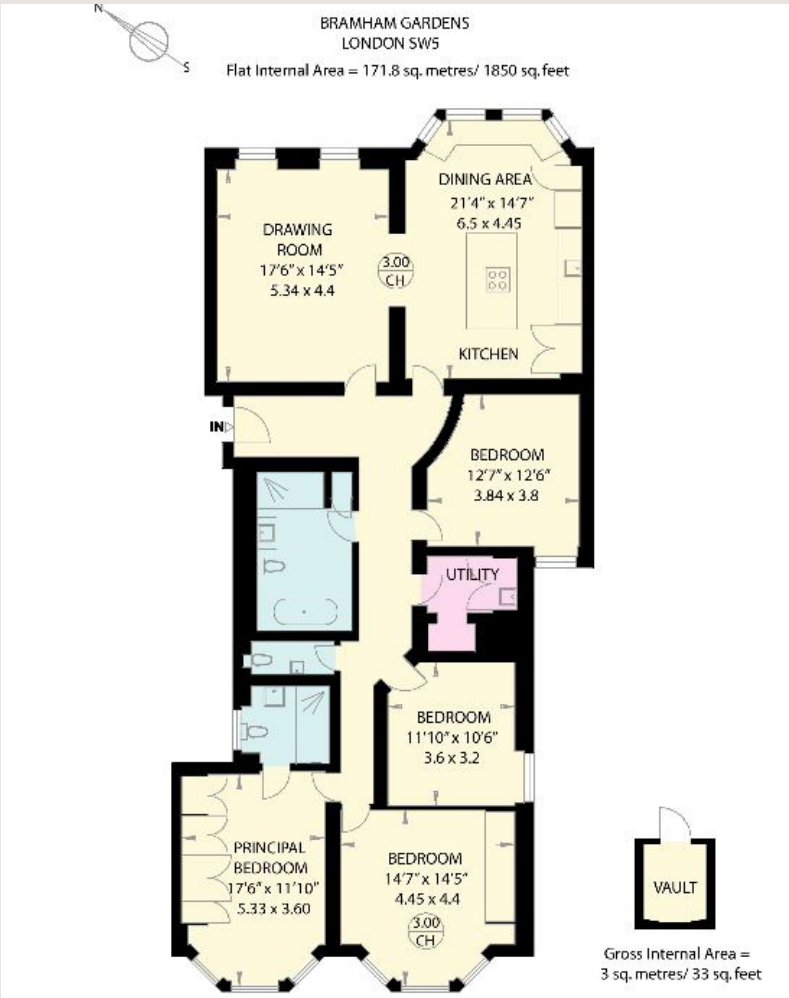 N
S
BRAMHAM GARDENS
LONDON SW5
Flat Internal Area = 171.8 sq. metres/ 1850 sq. feet
DINING AREA
21'4" x 14'7"
6.5 x 4.45
DRAWING
ROOM
17'6" x 14'5"
5.34 x 4.4
3.00
CH
KITCHEN
IN
BEDROOM
12'7" x 12'6"
3.84 x 3.8
UTILITY
BEDROOM
11'10" x 10'6"
3.6 x 3.2
PRINCIPAL
BEDROOM
17'6" x 11'10"
5.33 x 3.60
BEDROOM
14'7" x 14'5"
4.45 x 4.4
3.00
CH
VAULT
Gross Internal Area =
3 sq. metres/ 33 sq. feet